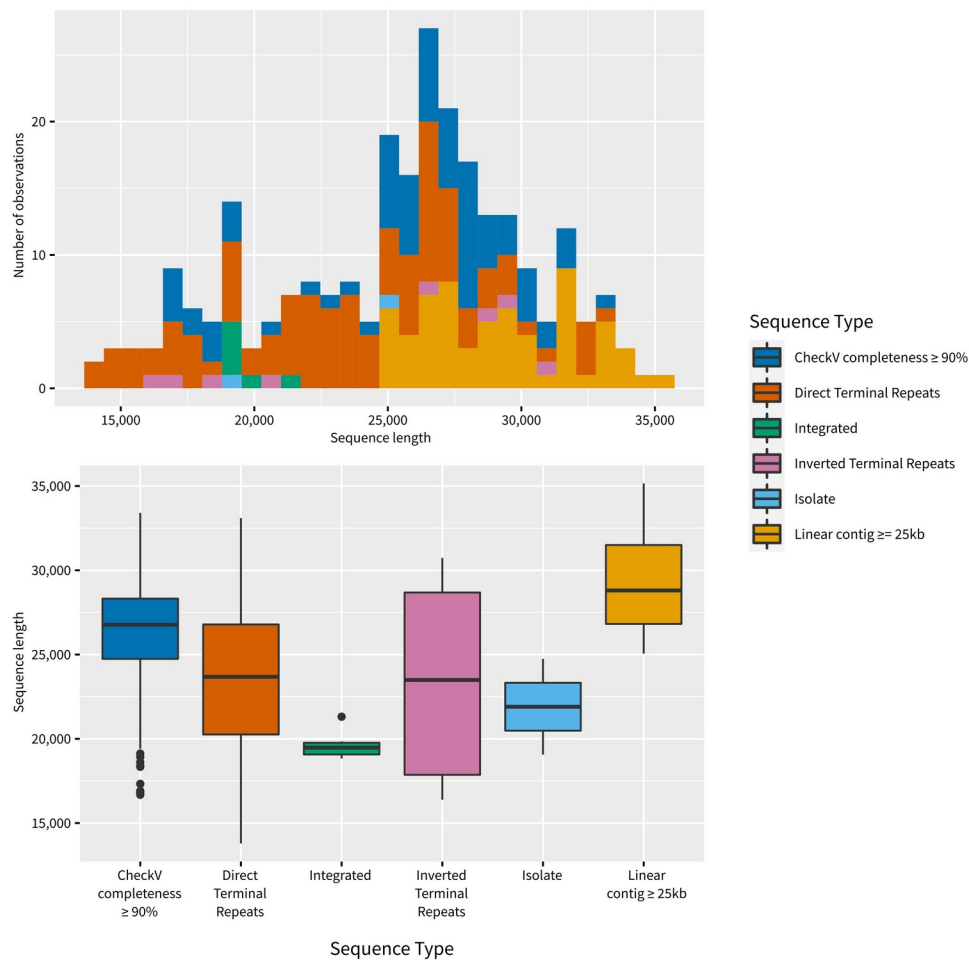 Number of observations
20
10
0
15,000 20,000 25,000 30,000 35,000
Sequence length
Sequence Type
CheckV completeness ≥ 90%
Direct Terminal Repeats
Integrated
Inverted Terminal Repeats
Isolate
Linear contig ≥= 25kb
Sequence length
35,000
30,000
25,000
20,000
15,000
CheckV
completeness
≥ 90%
Direct
Terminal
Repeats
Integrated
Inverted
Terminal
Repeats
Isolate
Linear
contig ≥ 25kb
Sequence Type